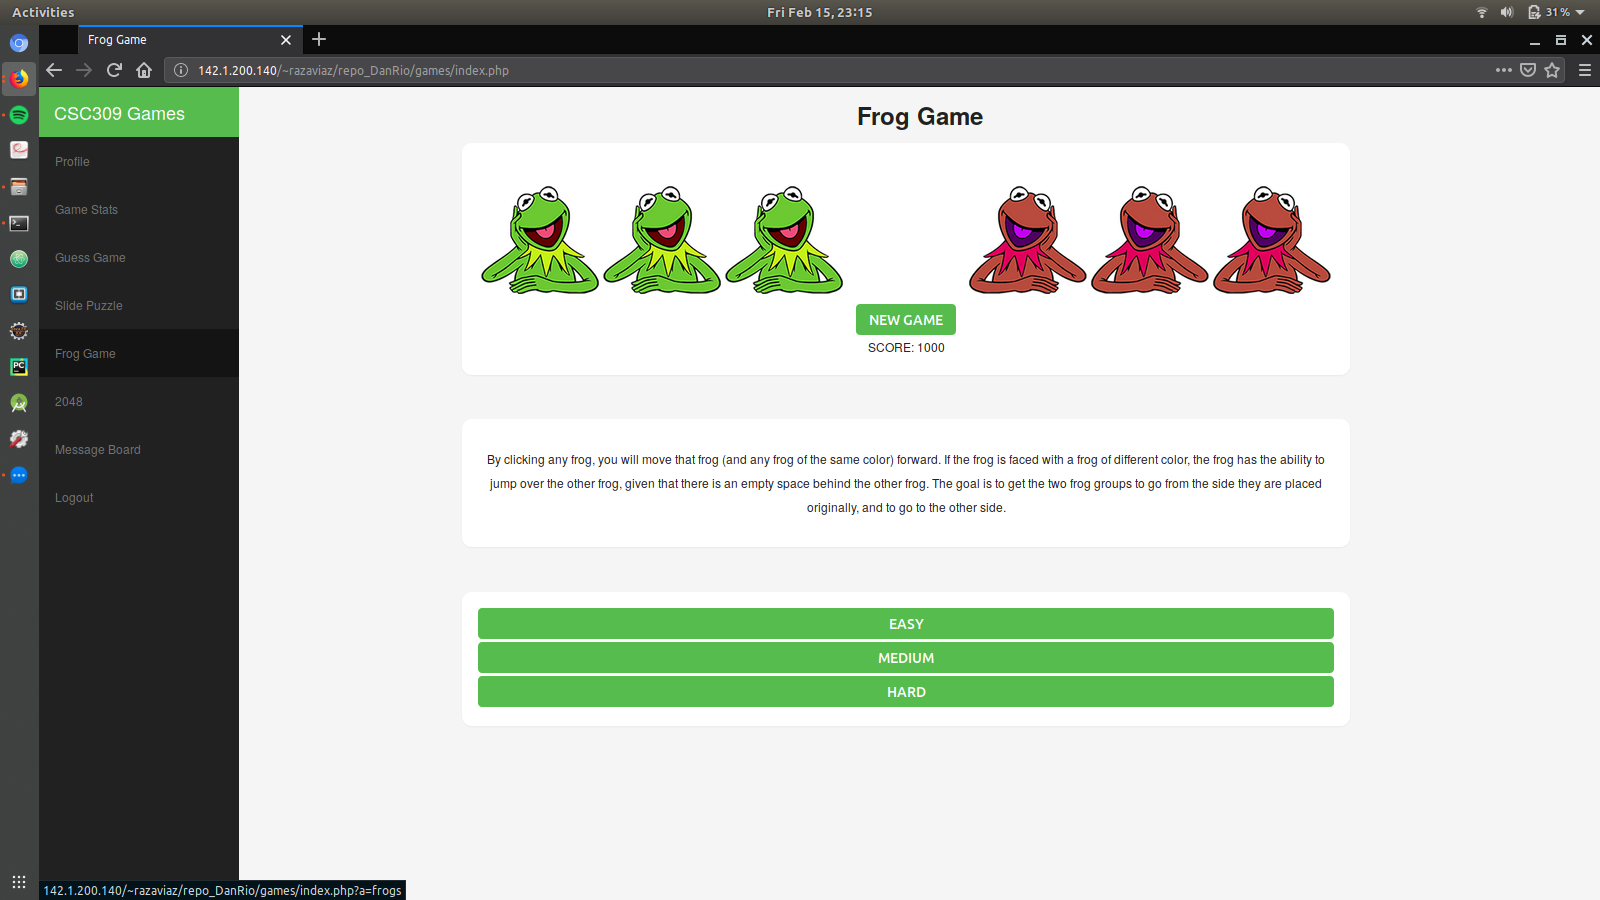 Activities
Fri Feb 15, 23:15
31%
Frog Game
142.1.200.140/~razaviaz/repo_DanRio/games/index.php
CSC309 Games
Profile
Game Stats
Guess Game
Slide Puzzle
Frog Game
2048
Message Board
Logout
Frog Game
NEW GAME
SCORE: 1000
By clicking any frog, you will move that frog (and any frog of the same color) forward. If the frog is faced with a frog of different color, the frog has the ability to
jump over the other frog, given that there is an empty space behind the other frog. The goal is to get the two frog groups to go from the side they are placed
originally, and to go to the other side.
EASY
MEDIUM
HARD
PC
142.1.200.140/~razaviaz/repo_DanRio/games/index.php?a=frogs